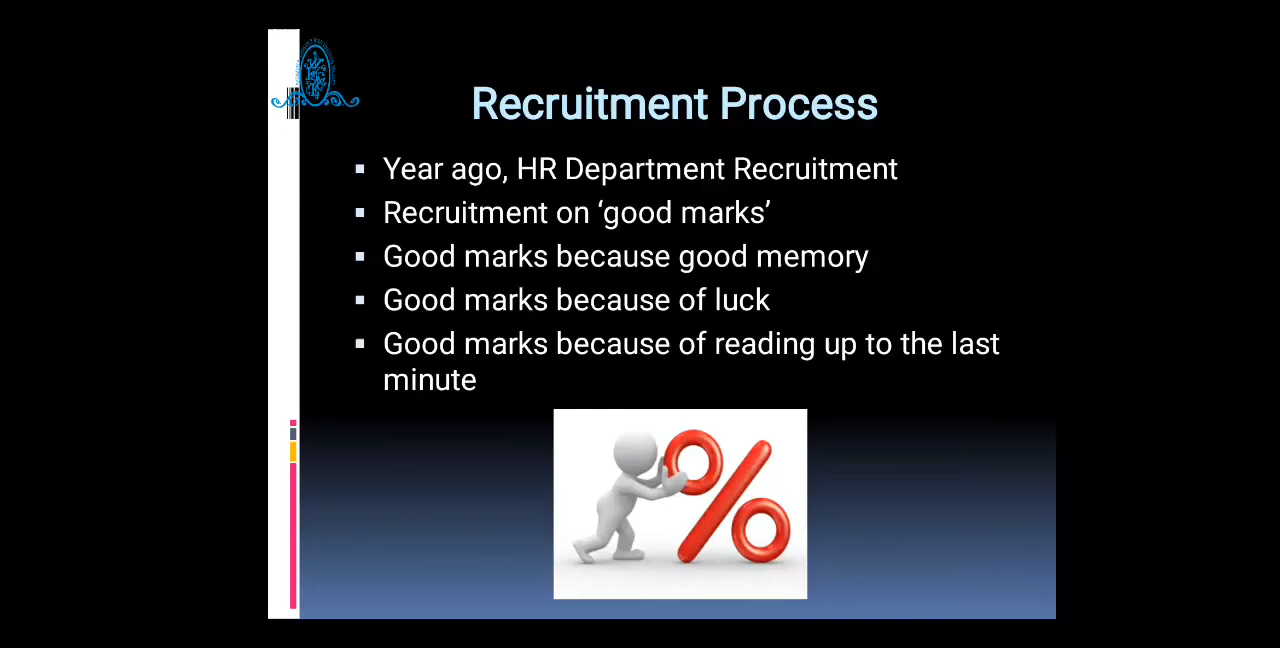 Recruitment Process
Year ago, HR Department Recruitment
Recruitment on ‘good marks’
Good marks because good memory
Good marks because of luck
Good marks because of reading up to the last
minute
%